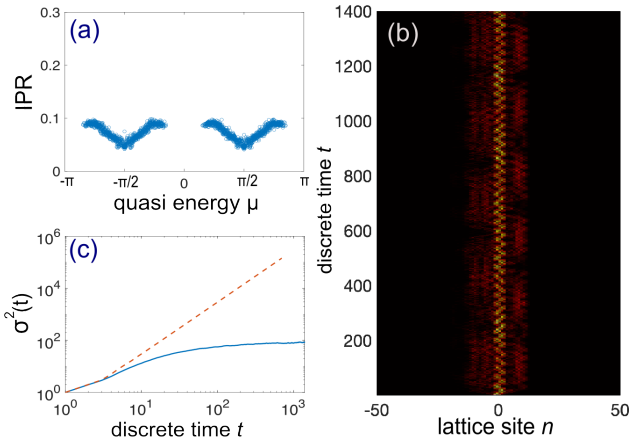 (a)
0.3
0.2
0.1
0
IPR
-π
-π/2
0
π/2
π
quasi energy μ
(c)
10⁶
10⁴
10²
10⁰
σ²(t)
10⁰
10¹
10²
10³
discrete time t
(b)
1400
1200
1000
800
600
400
200
discrete time t
-50
0
50
lattice site n